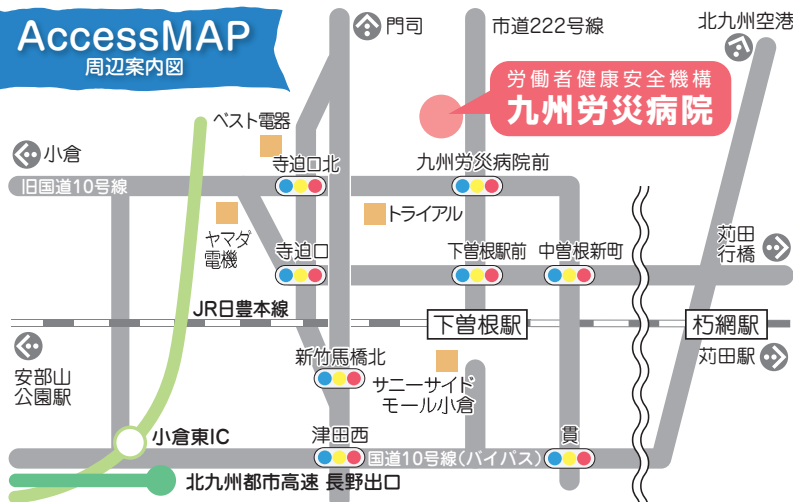 AccessMAP
周辺案内図
門司
市道222号線
北九州空港
労働者健康安全機構
九州労災病院
ベスト電器
小倉
寺迫口北
九州労災病院前
旧国道10号線
トライアル
ヤマダ
電機
寺迫口
下曽根駅前
中曽根新町
苅田
行橋
JR日豊本線
下曽根駅
朽網駅
安部山
公園駅
新竹馬橋北
サニーサイド
モール小倉
苅田駅
小倉東IC
津田西
国道10号線(バイパス)
貫
北九州都市高速 長野出口